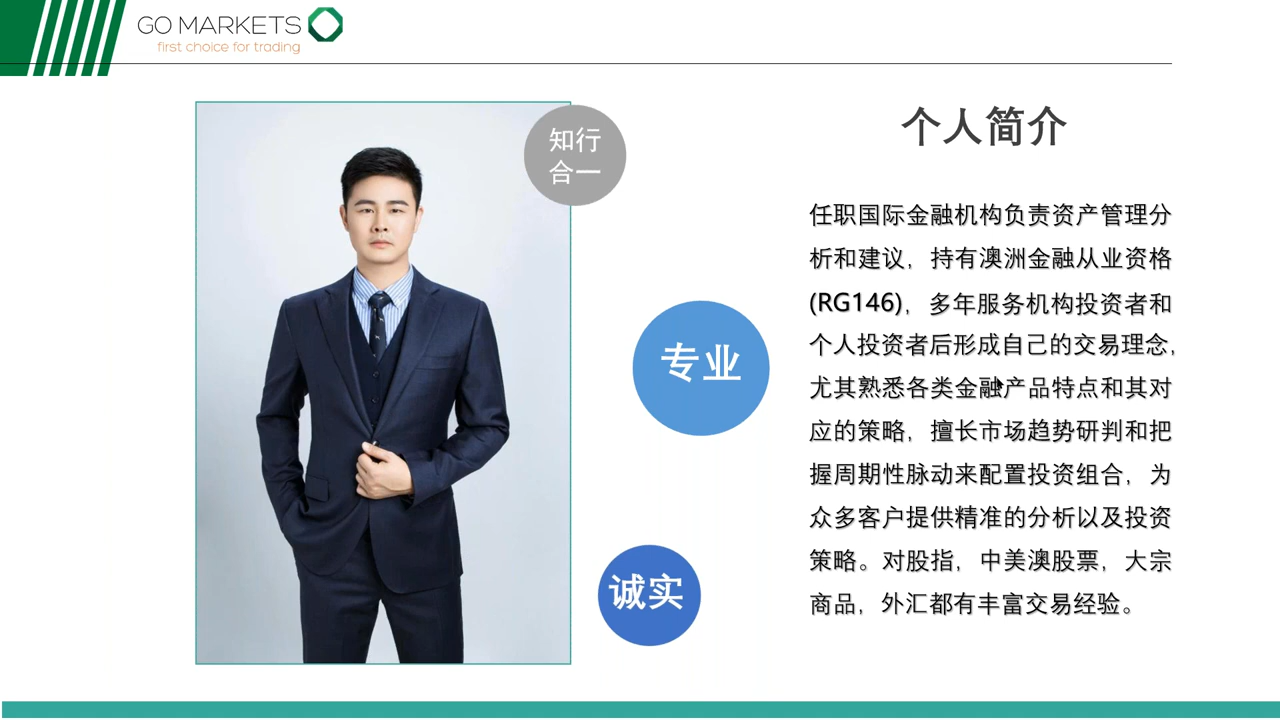 GO MARKETS
first choice for trading
知行
合一
专业
诚实
个人简介
任职国际金融机构负责资产管理分
析和建议，持有澳洲金融从业资格
(RG146)，多年服务机构投资者和
个人投资者后形成自己的交易理念，
尤其熟悉各类金融产品特点和其对
应的策略，擅长市场趋势研判和把
握周期性脉动来配置投资组合，为
众多客户提供精准的分析以及投资
策略。对股指，中美澳股票，大宗
商品，外汇都有丰富交易经验。